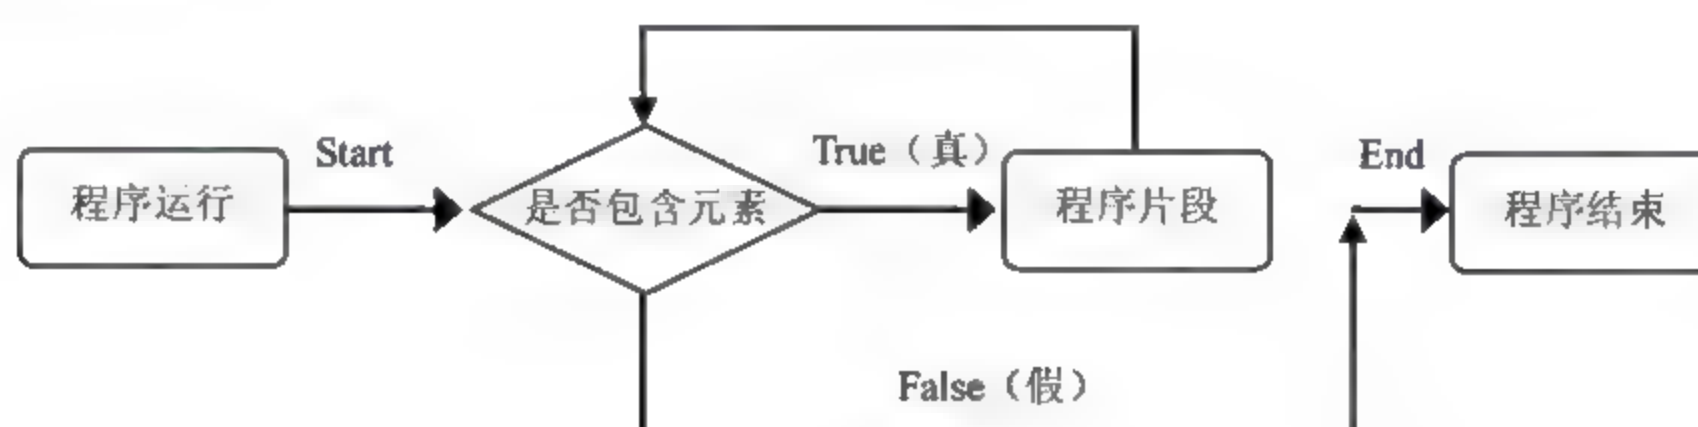 程序运行
Start
是否包含元素
True（真）
程序片段
End
程序结束
False（假）